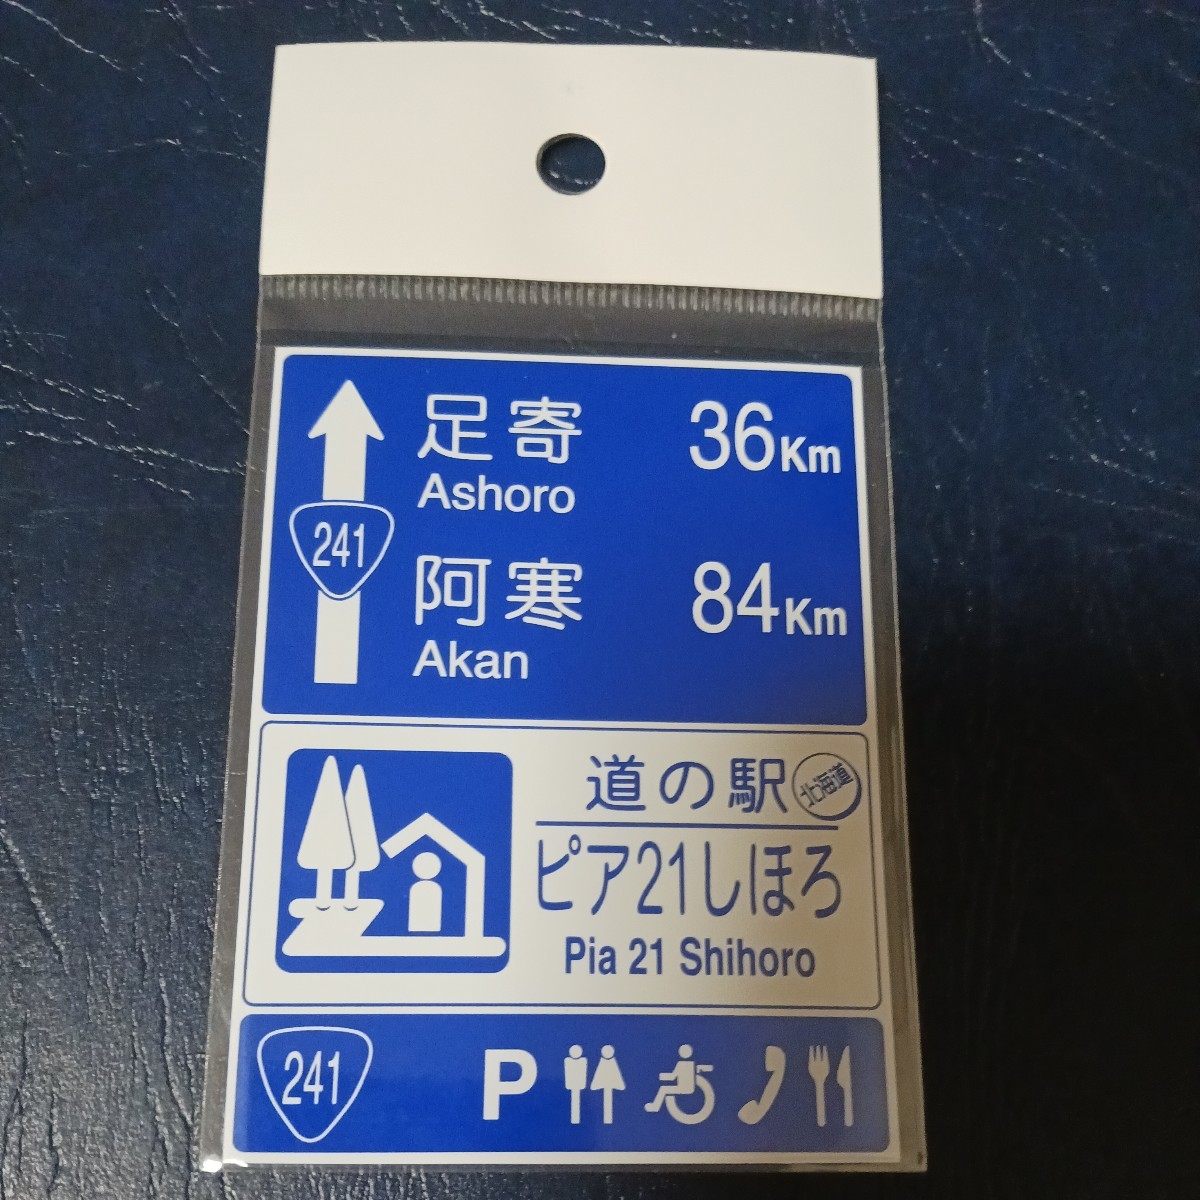 足寄 36Km
Ashoro
241
阿寒 84Km
Akan
道の駅 北海道
ピア21しほろ
Pia 21 Shihoro
241 P